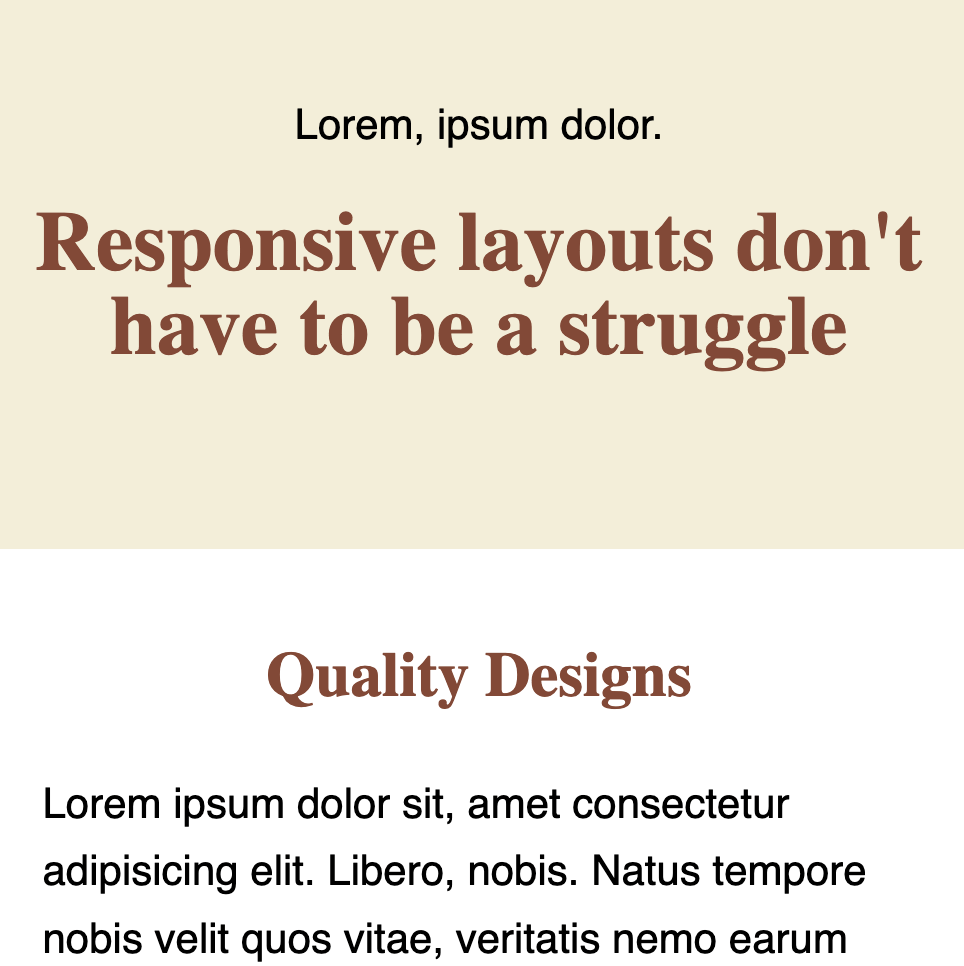 Lorem, ipsum dolor.
Responsive layouts don't
have to be a struggle
Quality Designs
Lorem ipsum dolor sit, amet consectetur
adipisicing elit. Libero, nobis. Natus tempore
nobis velit quos vitae, veritatis nemo earum